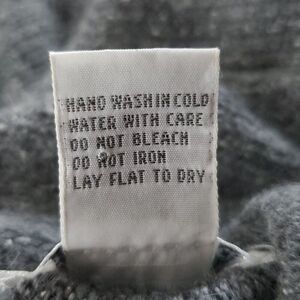 HAND WASH IN COLD
WATER WITH CARE
DO NOT BLEACH
DO NOT IRON
LAY FLAT TO DRY